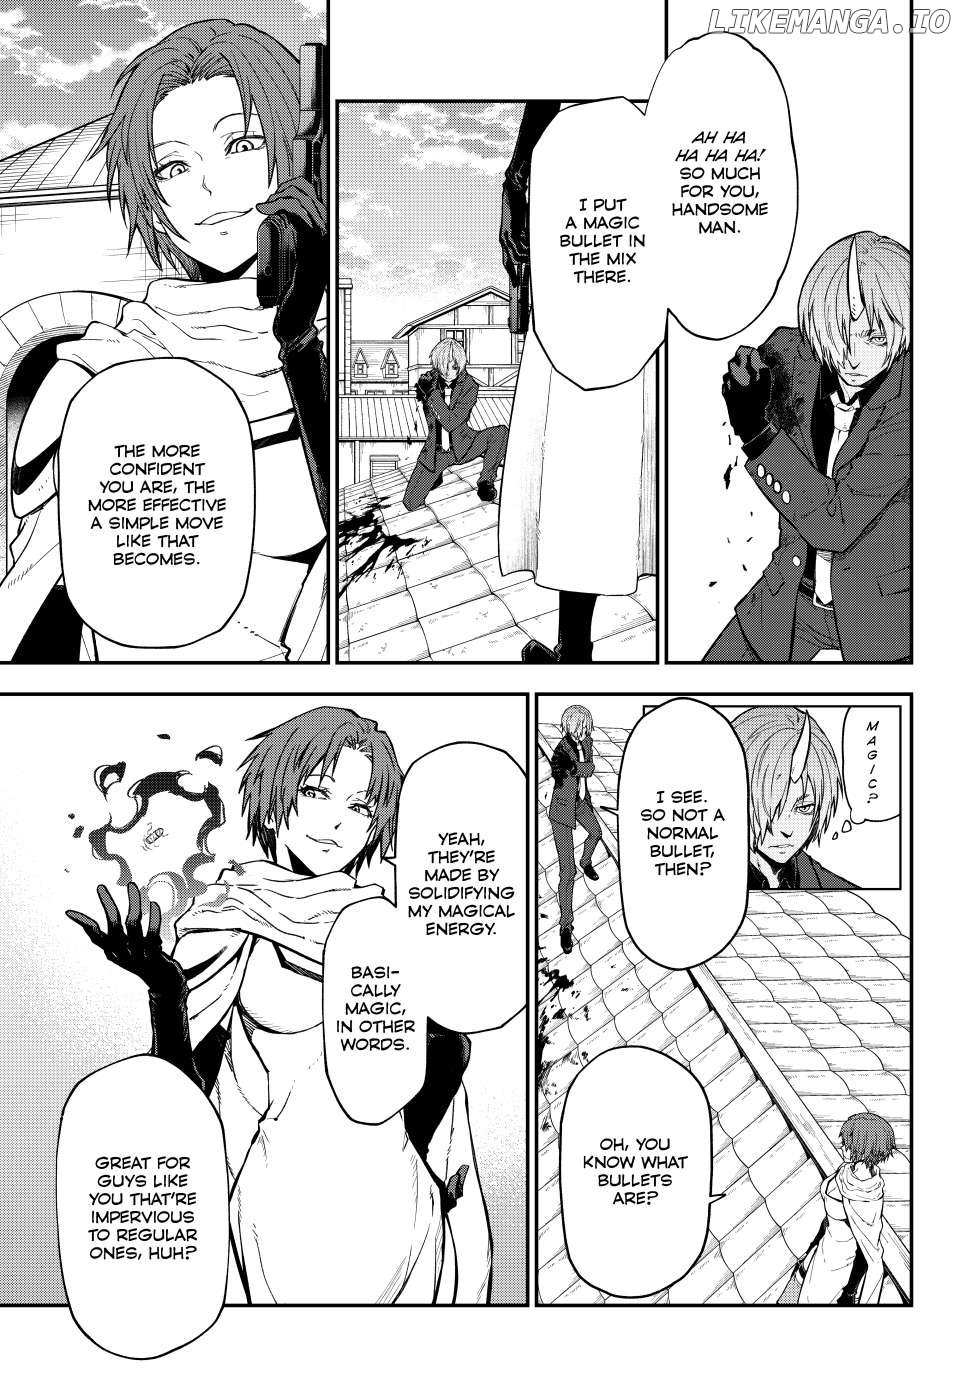 LIKEMANGA.IO
AH HA
HA HA HA!
SO MUCH
FOR YOU,
HANDSOME
MAN.
I PUT
A MAGIC
BULLET IN
THE MIX
THERE.
THE MORE
CONFIDENT
YOU ARE, THE
MORE EFFECTIVE
A SIMPLE MOVE
LIKE THAT
BECOMES.
MAGIC?
I SEE.
SO NOT A
NORMAL
BULLET,
THEN?
OH, YOU
KNOW WHAT
BULLETS
ARE?
YEAH,
THEY'RE
MADE BY
SOLIDIFYING
MY MAGICAL
ENERGY.
BASI-
CALLY
MAGIC,
IN OTHER
WORDS.
GREAT FOR
GUYS LIKE
YOU THAT'RE
IMPERVIOUS
TO REGULAR
ONES, HUH?